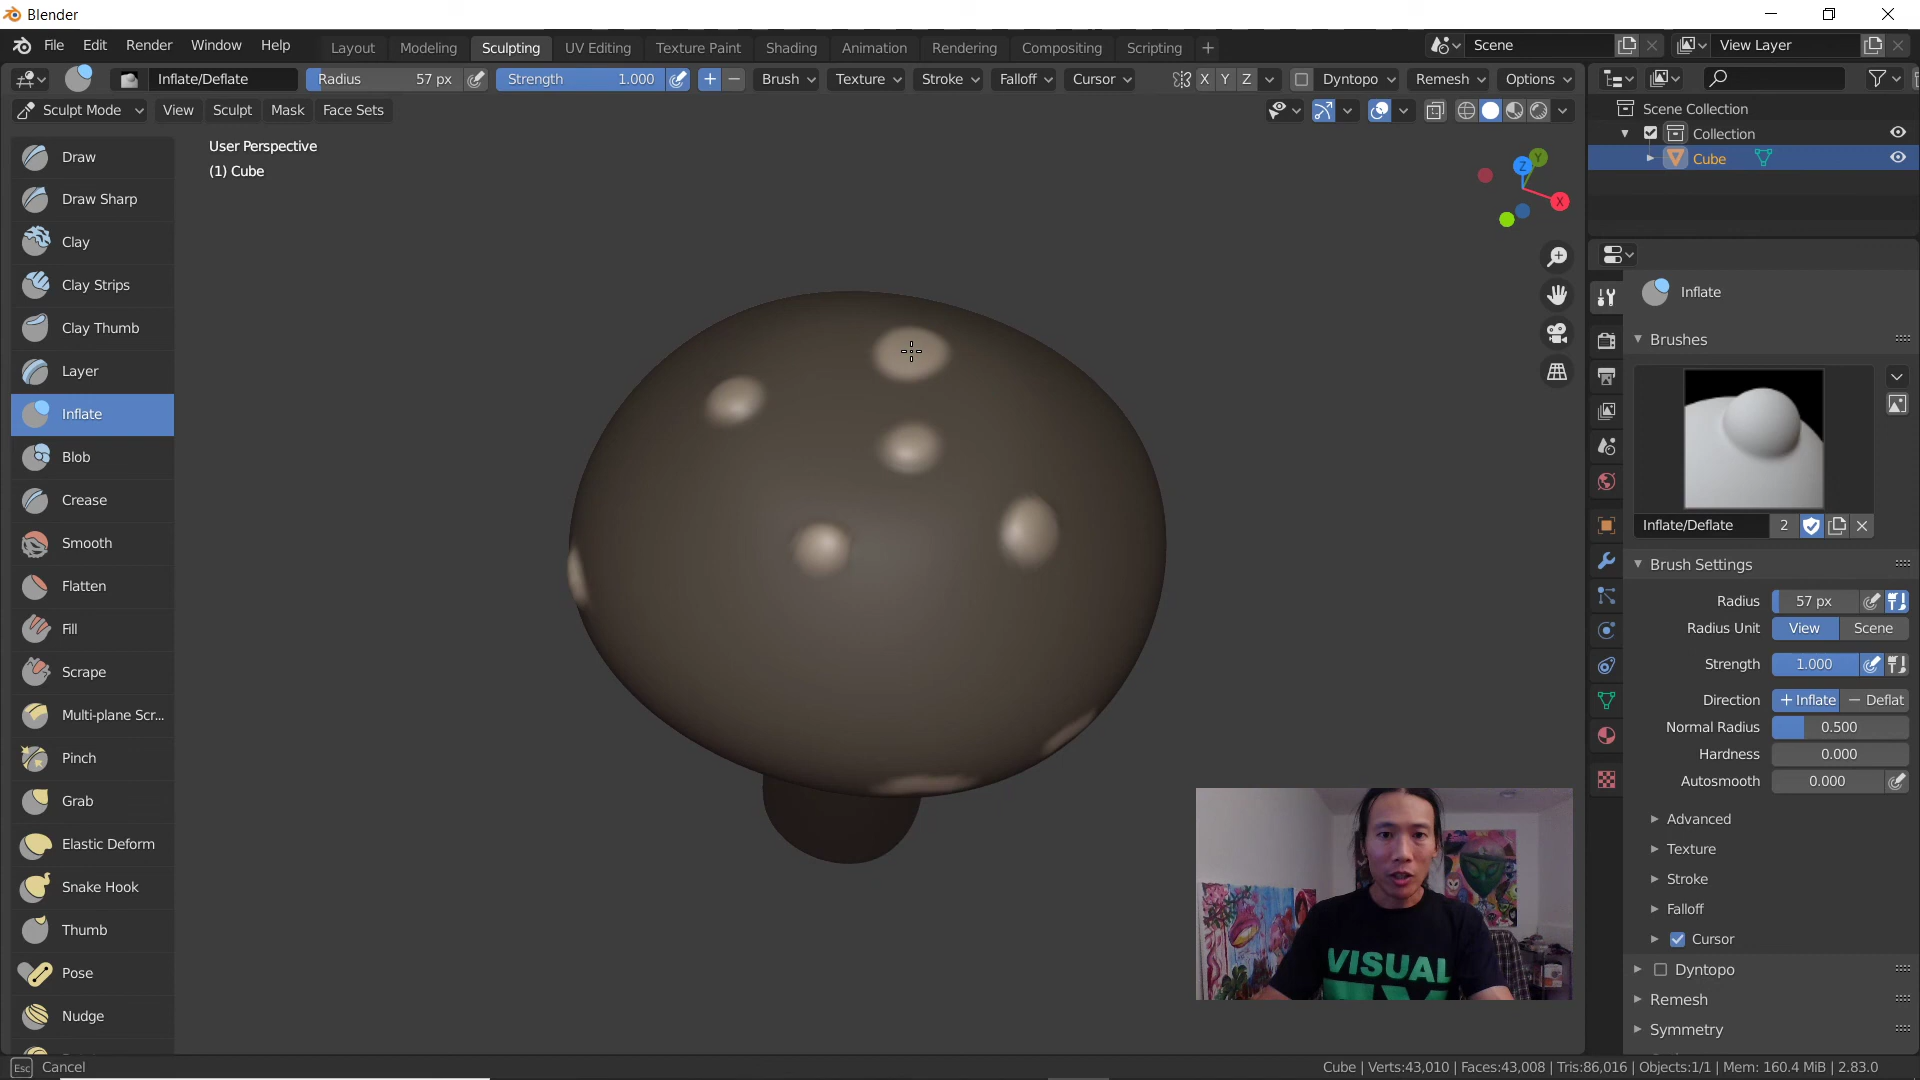 Blender
File Edit Render Window Help Layout Modeling Sculpting UV Editing Texture Paint Shading Animation Rendering Compositing Scripting + Scene View Layer
Inflate/Deflate Radius 57 px Strength 1.000 + − Brush Texture Stroke Falloff Cursor X Y Z Dyntopo Remesh Options
Sculpt Mode View Sculpt Mask Face Sets
User Perspective
(1) Cube
Z Y X
Draw
Draw Sharp
Clay
Clay Strips
Clay Thumb
Layer
Inflate
Blob
Crease
Smooth
Flatten
Fill
Scrape
Multi-plane Scr...
Pinch
Grab
Elastic Deform
Snake Hook
Thumb
Pose
Nudge
Scene Collection
Collection
Cube
Inflate
Brushes
Inflate/Deflate 2
Brush Settings
Radius 57 px
Radius Unit View Scene
Strength 1.000
Direction + Inflate − Deflat
Normal Radius 0.500
Hardness 0.000
Autosmooth 0.000
Advanced
Texture
Stroke
Falloff
Cursor
Dyntopo
Remesh
Symmetry
VISUAL
Esc Cancel
Cube | Verts:43,010 | Faces:43,008 | Tris:86,016 | Objects:1/1 | Mem: 160.4 MiB | 2.83.0